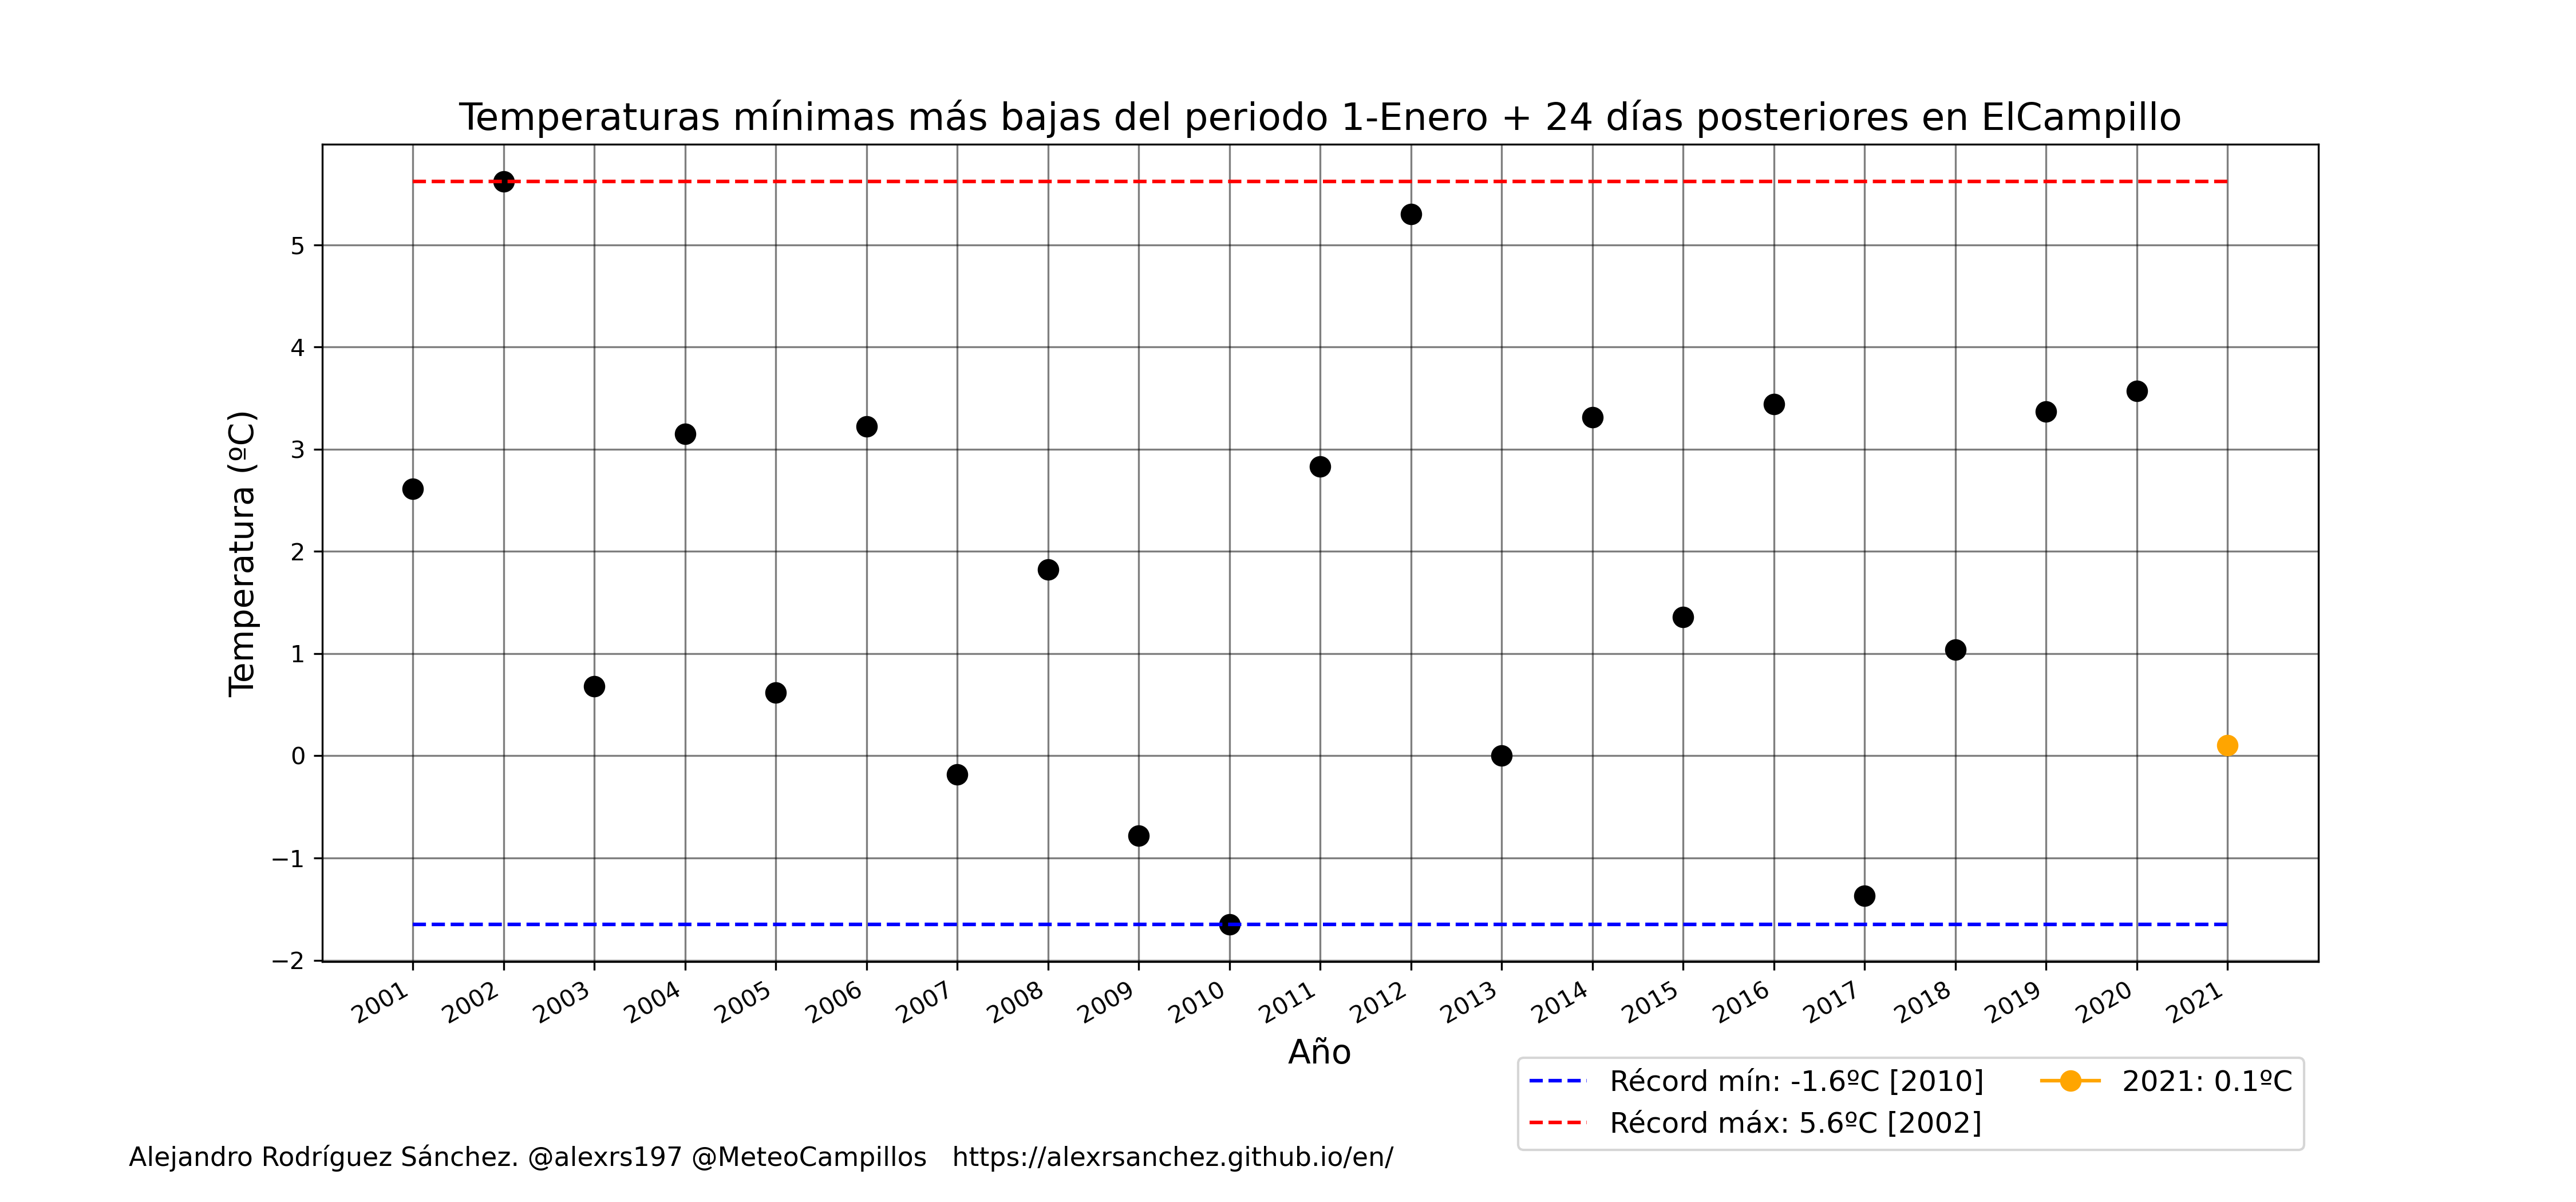 Temperaturas mínimas más bajas del periodo 1-Enero + 24 días posteriores en ElCampillo
Temperatura (ºC)
5
4
3
2
1
0
−1
−2
2001 2002 2003 2004 2005 2006 2007 2008 2009 2010 2011 2012 2013 2014 2015 2016 2017 2018 2019 2020 2021
Año
Récord mín: -1.6ºC [2010]
Récord máx: 5.6ºC [2002]
2021: 0.1ºC
Alejandro Rodríguez Sánchez. @alexrs197 @MeteoCampillos https://alexrsanchez.github.io/en/